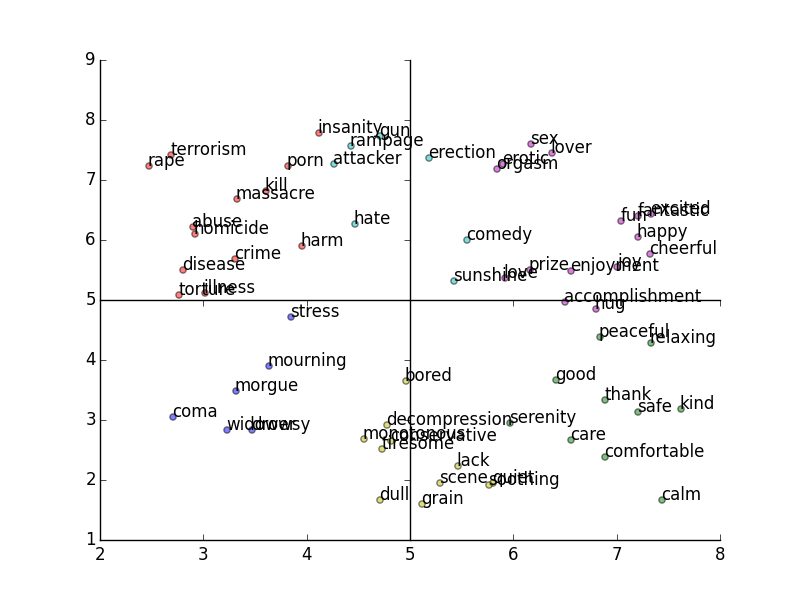 9
8
insanity gun
rampage
sex
terrorism
lover
rape
porn
attacker
erection
erotic
orgasm
7
kill
massacre
excited
fantastic
abuse
hate
fun
homicide
happy
6
harm
comedy
cheerful
crime
disease
prize enjoyment
joy
sunshine
love
torture
illness
5
accomplishment
hug
stress
peaceful
relaxing
4
mourning
bored
good
morgue
thank
kind
3
coma
safe
widower
drowsy
decompression
serenity
monotonous
conservative
care
tiresome
comfortable
lack
2
scene
quiet
soothing
dull
grain
calm
1
2 3 4 5 6 7 8